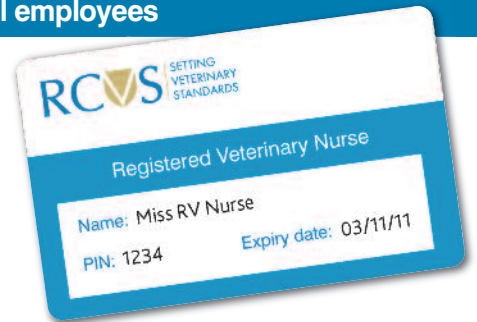 l employees
RCVS
SETTING
VETERINARY
STANDARDS
Registered Veterinary Nurse
Name: Miss RV Nurse
PIN: 1234
Expiry date: 03/11/11